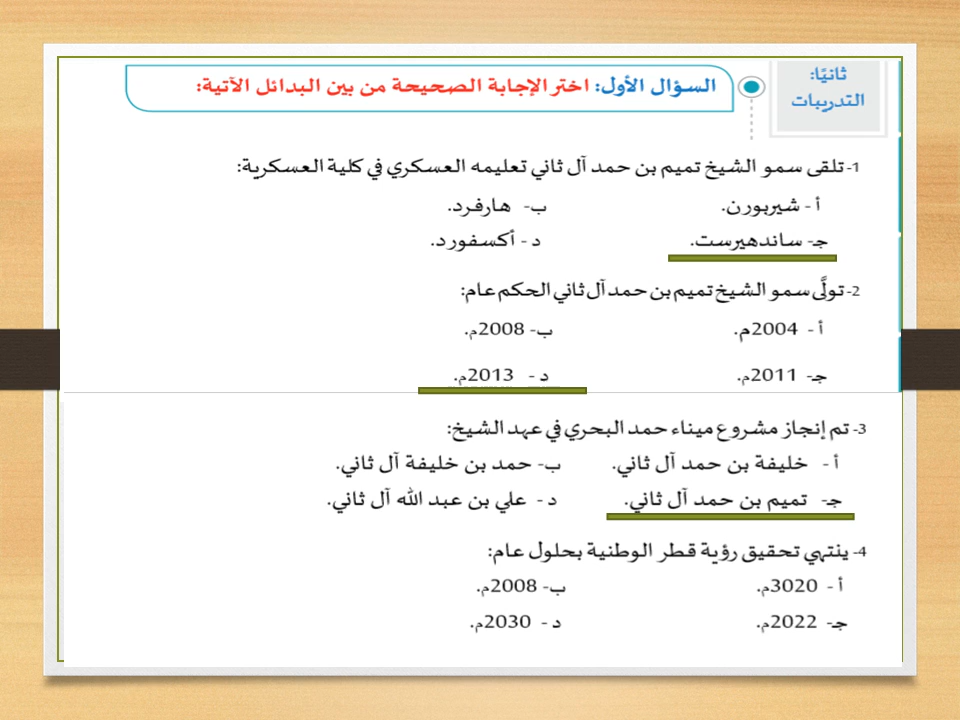 ثانيًا:
التدريبات
السؤال الأول: اختر الإجابة الصحيحة من بين البدائل الآتية:
1- تلقى سمو الشيخ تميم بن حمد آل ثاني تعليمه العسكري في كلية العسكرية:
أ - شيربورن. ب- هارفرد.
جـ- ساندهيرست. د - أكسفورد.
2- تولَّى سمو الشيخ تميم بن حمد آل ثاني الحكم عام:
أ - 2004م. ب- 2008م.
جـ- 2011م. د - 2013م.
3- تم إنجاز مشروع ميناء حمد البحري في عهد الشيخ:
أ - خليفة بن حمد آل ثاني. ب- حمد بن خليفة آل ثاني.
جـ- تميم بن حمد آل ثاني. د - علي بن عبد الله آل ثاني.
4- ينتهي تحقيق رؤية قطر الوطنية بحلول عام:
أ - 3020م. ب- 2008م.
جـ- 2022م. د - 2030م.